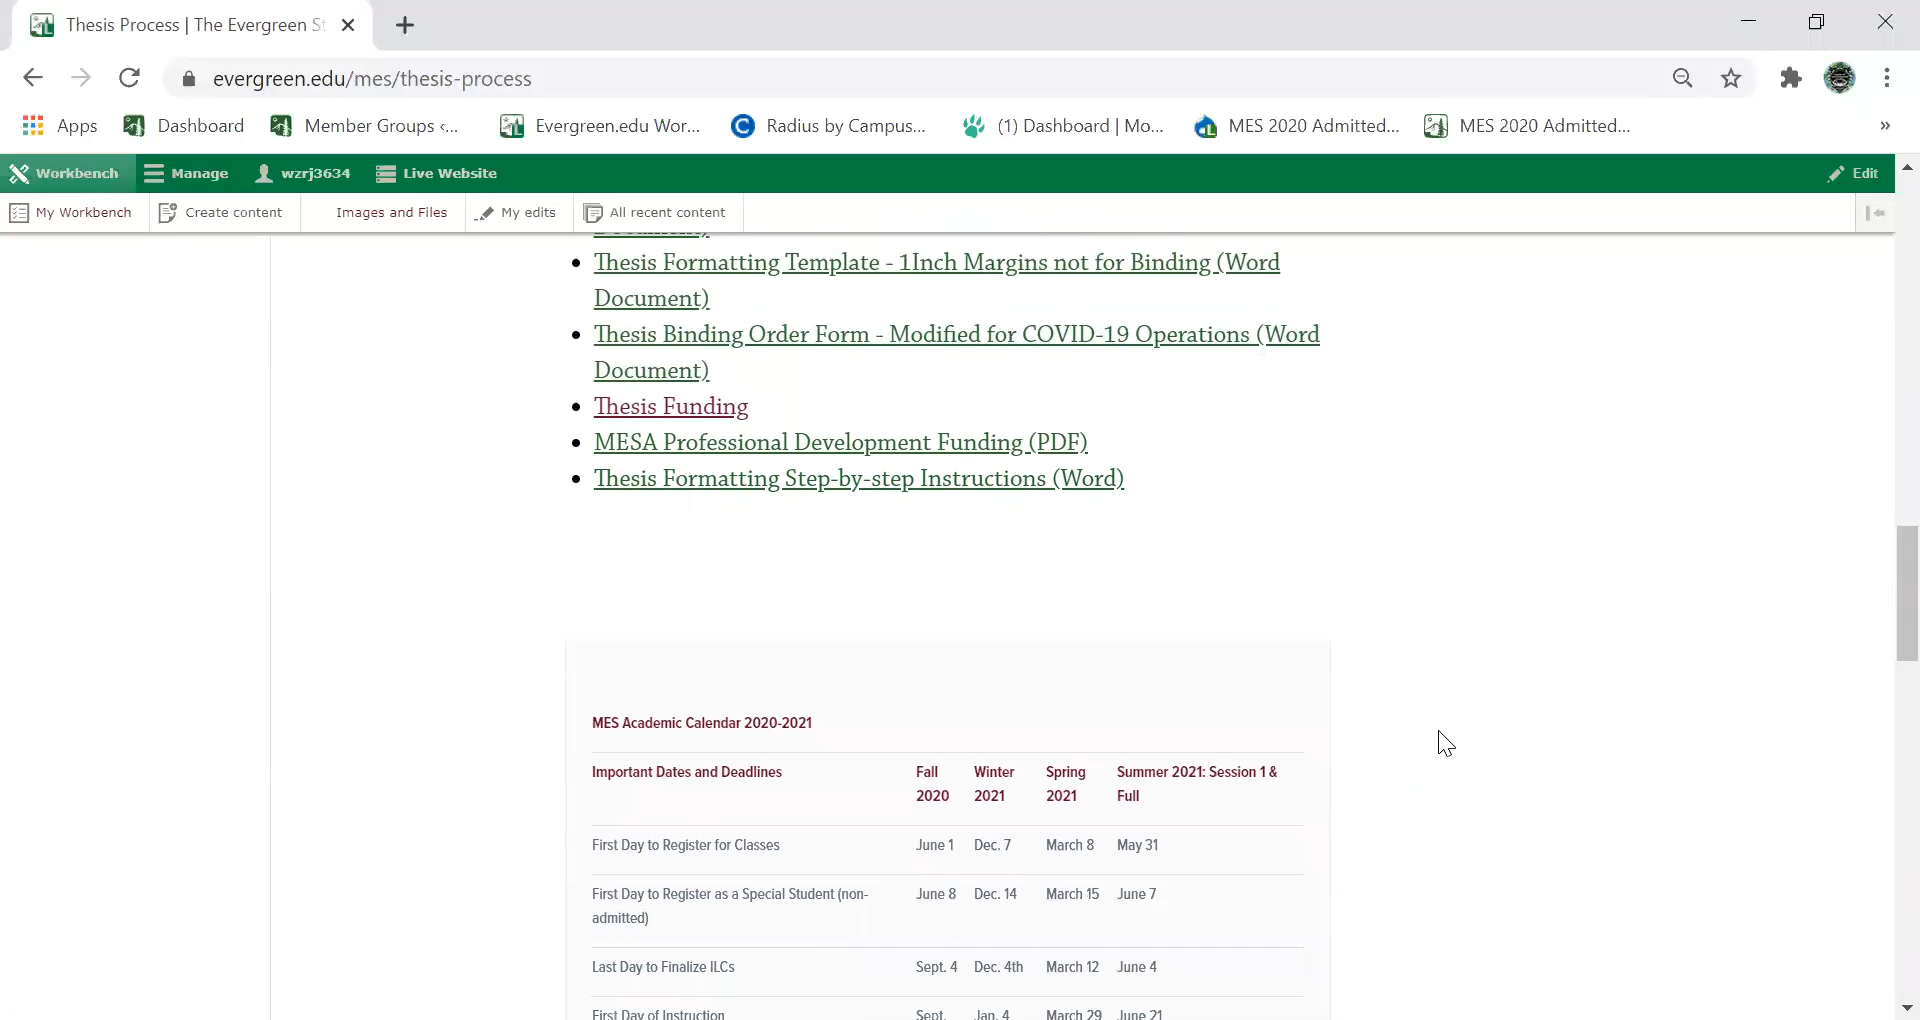 Thesis Process | The Evergreen St
evergreen.edu/mes/thesis-process
Apps Dashboard Member Groups ‹... Evergreen.edu Wor... Radius by Campus... (1) Dashboard | Mo... MES 2020 Admitted... MES 2020 Admitted... »
Workbench Manage wzrj3634 Live Website Edit
My Workbench Create content Images and Files My edits All recent content
Thesis Formatting Template - 1Inch Margins not for Binding (Word
Document)
Thesis Binding Order Form - Modified for COVID-19 Operations (Word
Document)
Thesis Funding
MESA Professional Development Funding (PDF)
Thesis Formatting Step-by-step Instructions (Word)
MES Academic Calendar 2020-2021
Important Dates and Deadlines Fall Winter Spring Summer 2021: Session 1 &
2020 2021 2021 Full
First Day to Register for Classes June 1 Dec. 7 March 8 May 31
First Day to Register as a Special Student (non- June 8 Dec. 14 March 15 June 7
admitted)
Last Day to Finalize ILCs Sept. 4 Dec. 4th March 12 June 4
First Day of Instruction Sept. Jan. 4 March 29 June 21